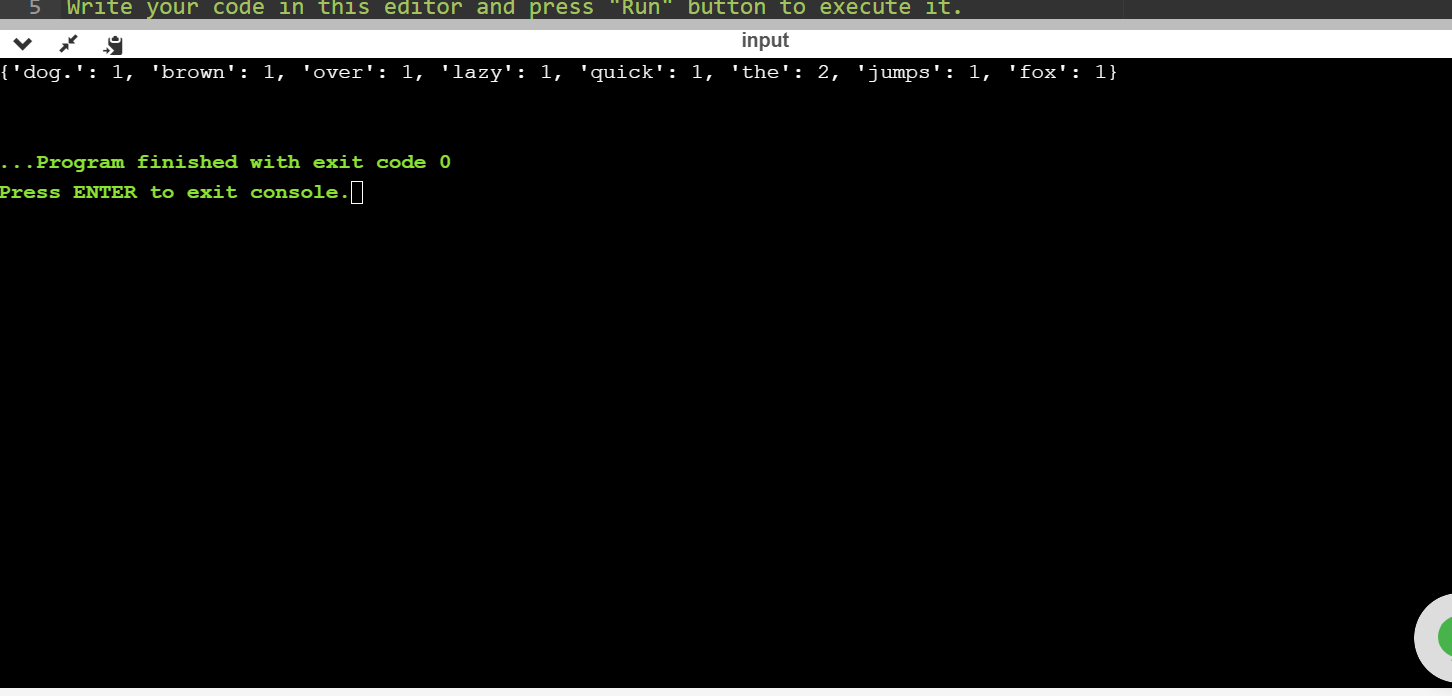 5 Write your code in this editor and press "Run" button to execute it.
input
{'dog.': 1, 'brown': 1, 'over': 1, 'lazy': 1, 'quick': 1, 'the': 2, 'jumps': 1, 'fox': 1}
...Program finished with exit code 0
Press ENTER to exit console.